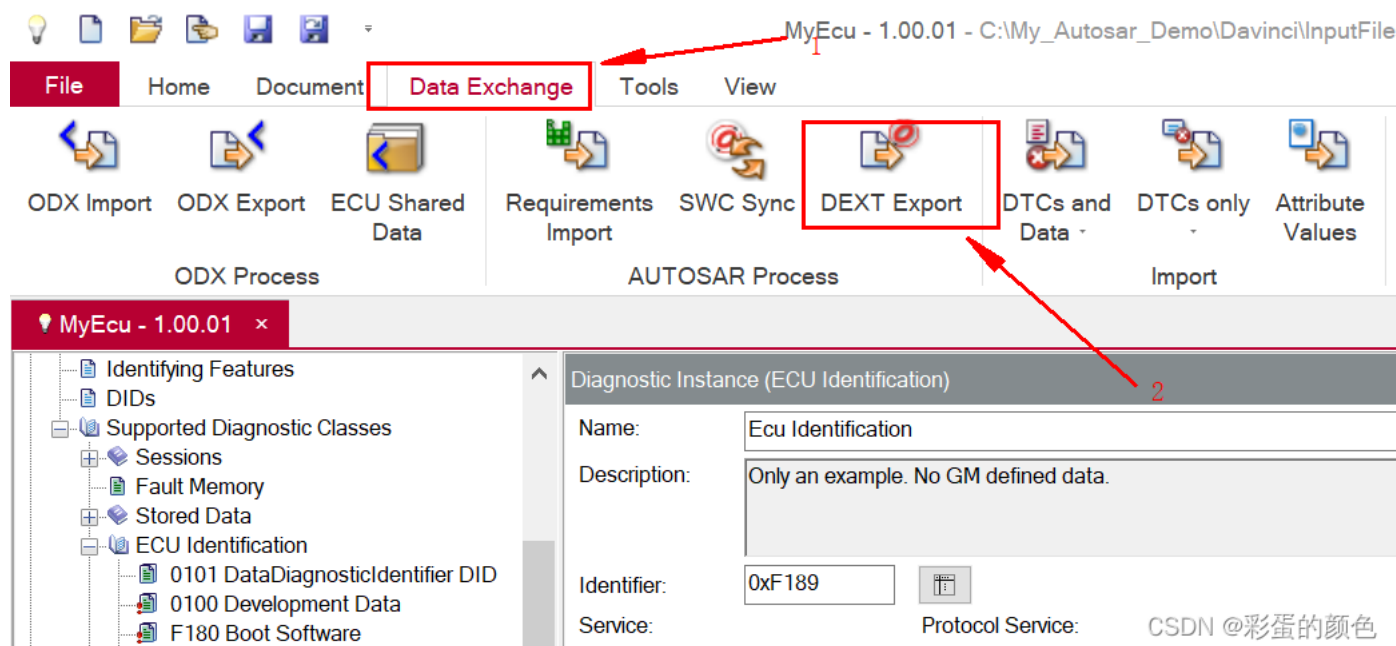 MyEcu - 1.00.01 - C:\My_Autosar_Demo\Davinci\InputFile
1
File Home Document Data Exchange Tools View
ODX Import ODX Export ECU Shared Data Requirements Import SWC Sync DEXT Export DTCs and Data DTCs only Attribute Values
ODX Process AUTOSAR Process Import
MyEcu - 1.00.01 ×
Identifying Features
DIDs
Supported Diagnostic Classes
Sessions
Fault Memory
Stored Data
ECU Identification
0101 DataDiagnosticIdentifier DID
0100 Development Data
F180 Boot Software
Diagnostic Instance (ECU Identification)
2
Name: Ecu Identification
Description: Only an example. No GM defined data.
Identifier: 0xF189
Service: Protocol Service:
CSDN @彩蛋的颜色